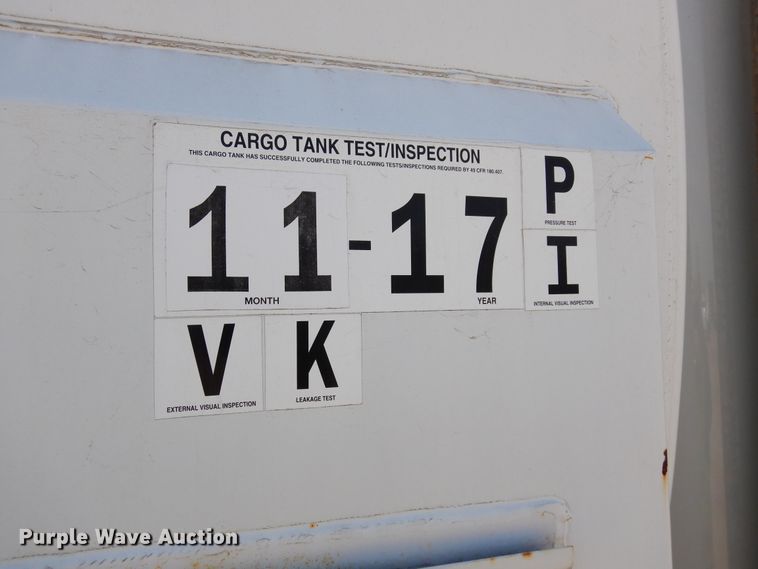 CARGO TANK TEST/INSPECTION
THIS CARGO TANK HAS SUCCESSFULLY COMPLETED THE FOLLOWING TESTS/INSPECTIONS REQUIRED BY 49 CFR 180.407.
11-17
MONTH YEAR
P
PRESSURE TEST
I
INTERNAL VISUAL INSPECTION
V
EXTERNAL VISUAL INSPECTION
K
LEAKAGE TEST
Purple Wave Auction